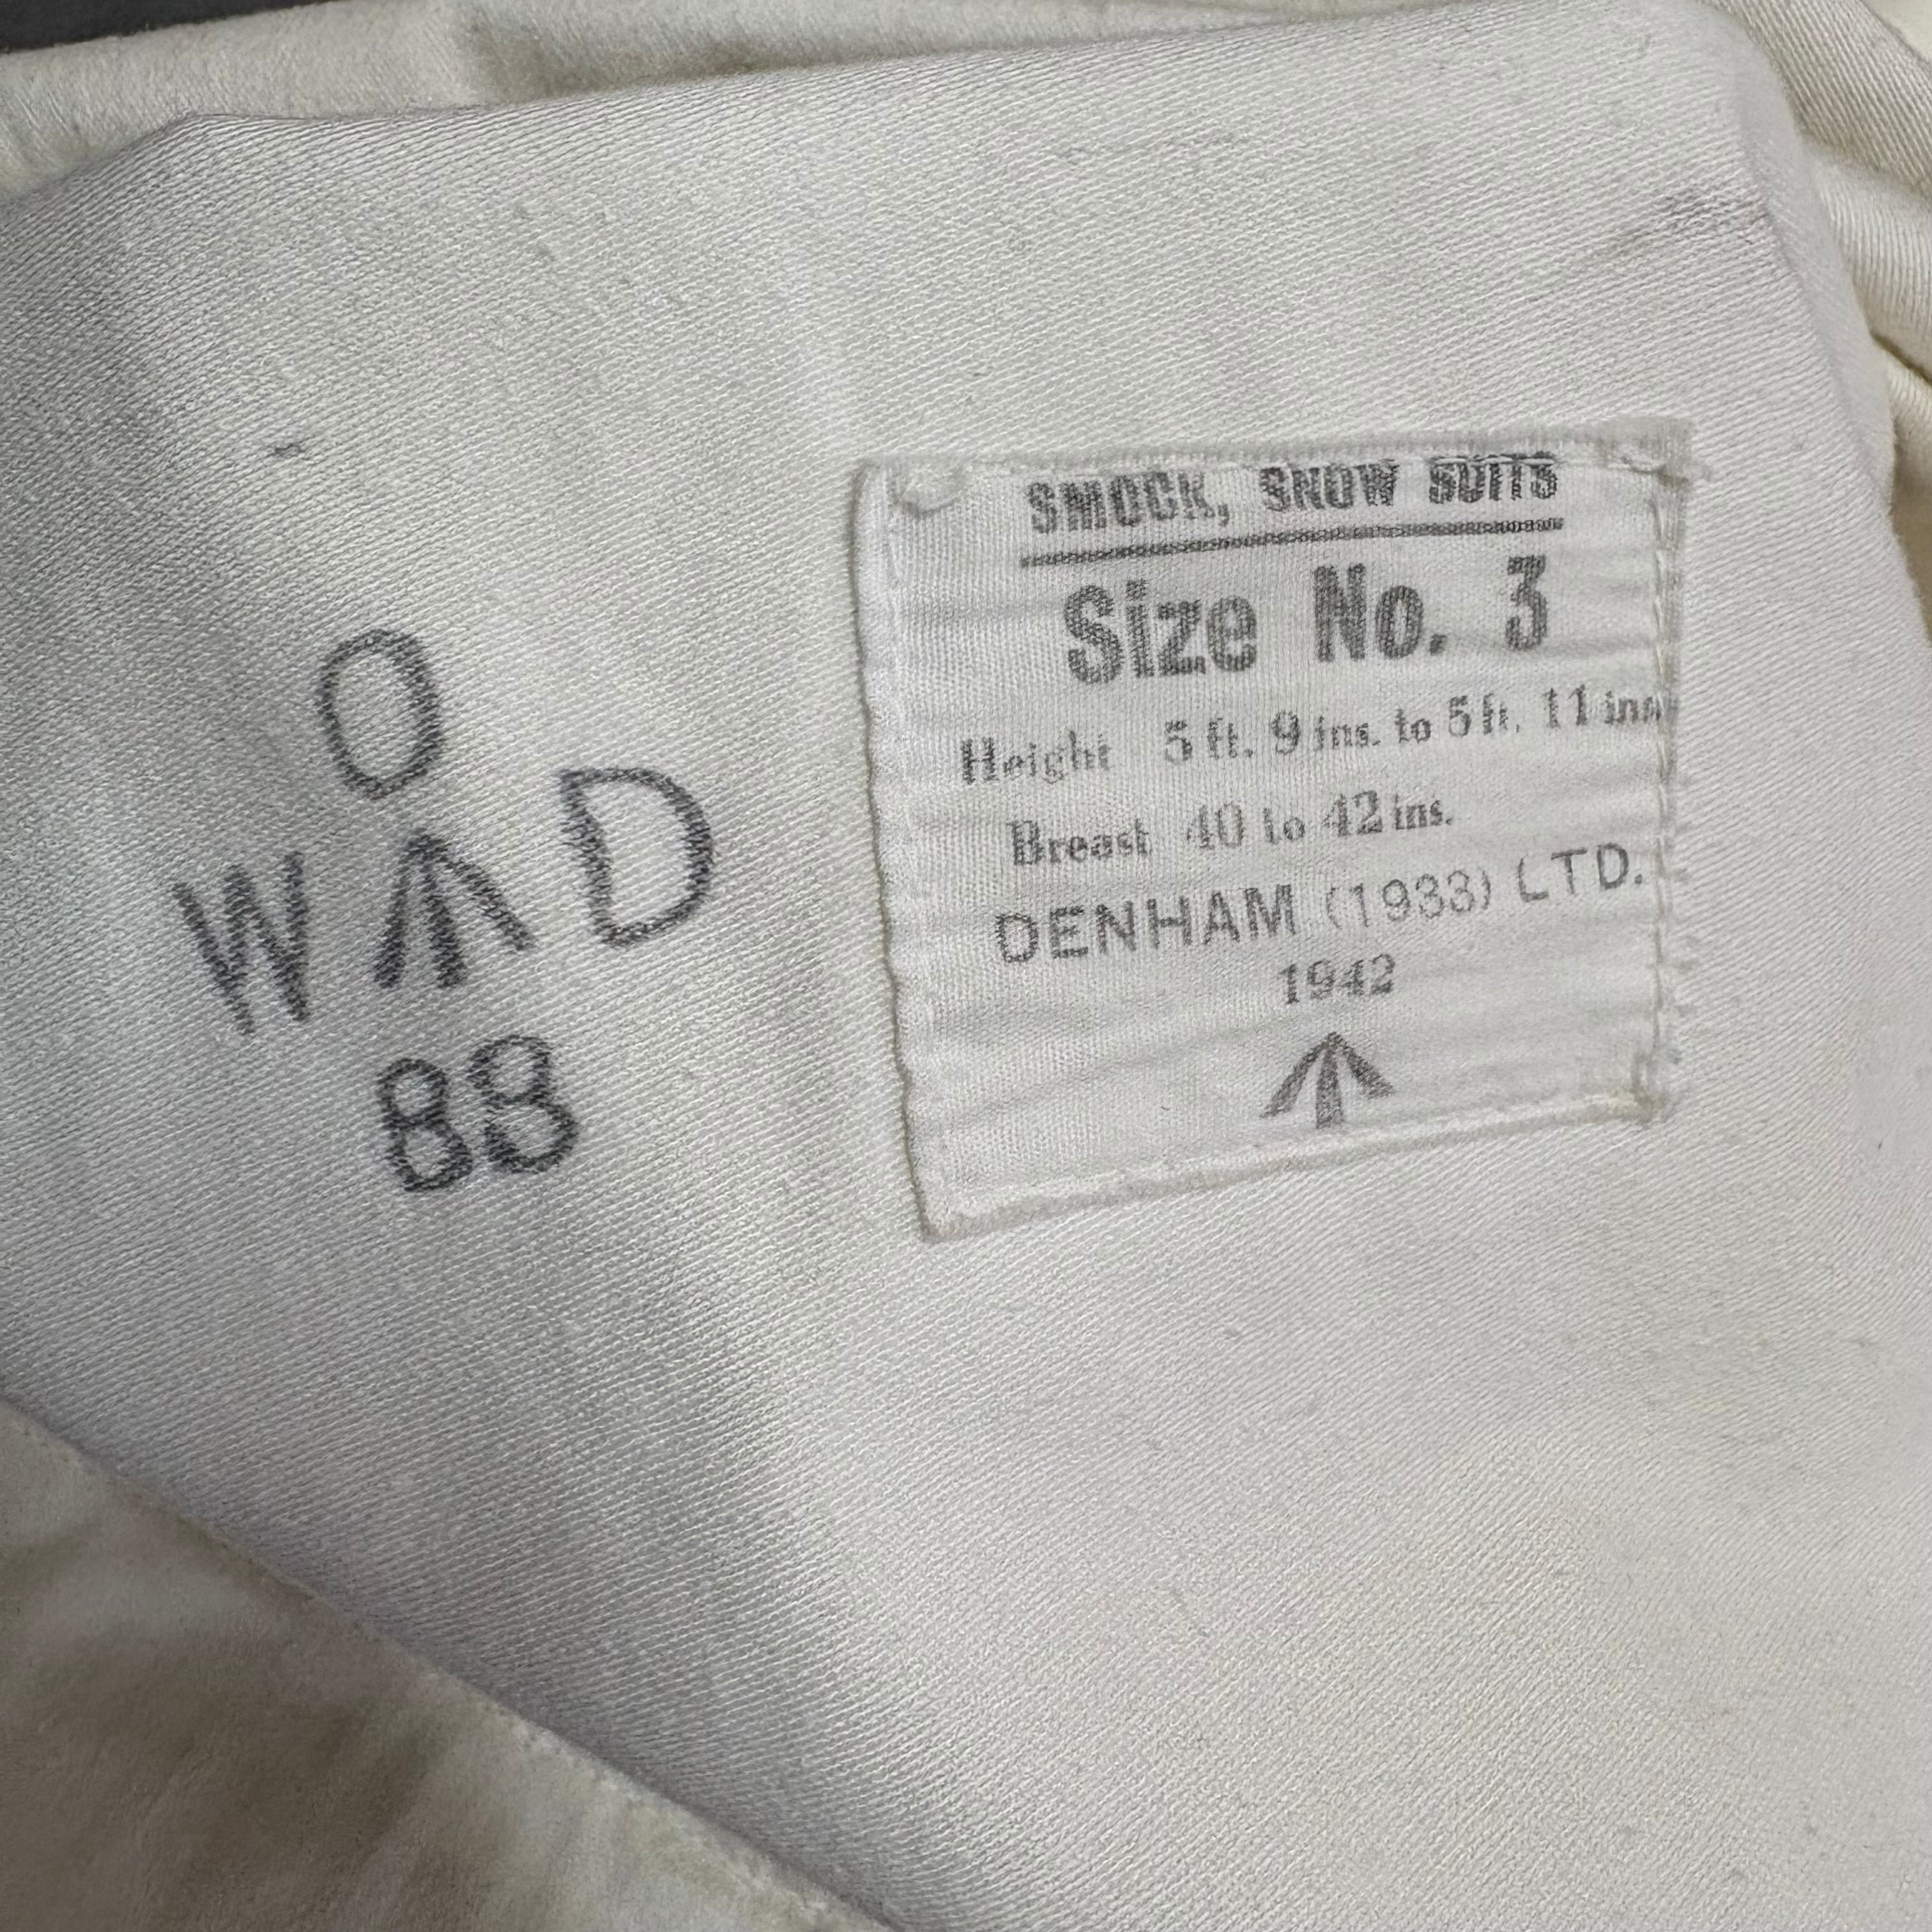 O
W D
88
SMOCK, SNOW SUITS
Size No. 3
Height 5 ft. 9 ins. to 5 ft. 11 ins.
Breast 40 to 42 ins.
DENHAM (1933) LTD.
1942